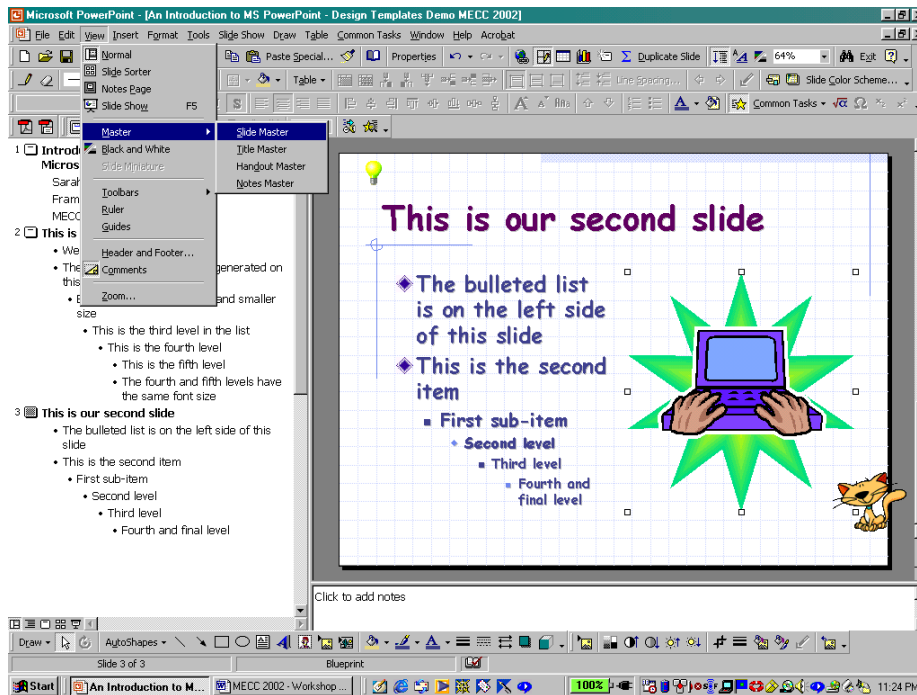 Microsoft PowerPoint - [An Introduction to MS PowerPoint - Design Templates Demo MECC 2002]
File Edit View Insert Format Tools Slide Show Draw Table Common Tasks Window Help Acrobat
Paste Special... Properties Duplicate Slide 64% Exit
Table Line Spacing... Slide Color Scheme...
S Common Tasks
Normal
Slide Sorter
Notes Page
Slide Show F5
Master
Black and White
Slide Miniature
Toolbars
Ruler
Guides
Header and Footer...
Comments
Zoom...
Slide Master
Title Master
Handout Master
Notes Master
1 Introd
Micros
Sarah
Fram
MECC
2 This is
• We
• The generated on
this
• and smaller
size
• This is the third level in the list
• This is the fourth level
• This is the fifth level
• The fourth and fifth levels have
the same font size
3 This is our second slide
• The bulleted list is on the left side of this
slide
• This is the second item
• First sub-item
• Second level
• Third level
• Fourth and final level
This is our second slide
The bulleted list
is on the left side
of this slide
This is the second
item
First sub-item
Second level
Third level
Fourth and
final level
Click to add notes
Draw AutoShapes
Slide 3 of 3 Blueprint
Start An Introduction to M... MECC 2002 - Workshop ... 100% 11:24 PM